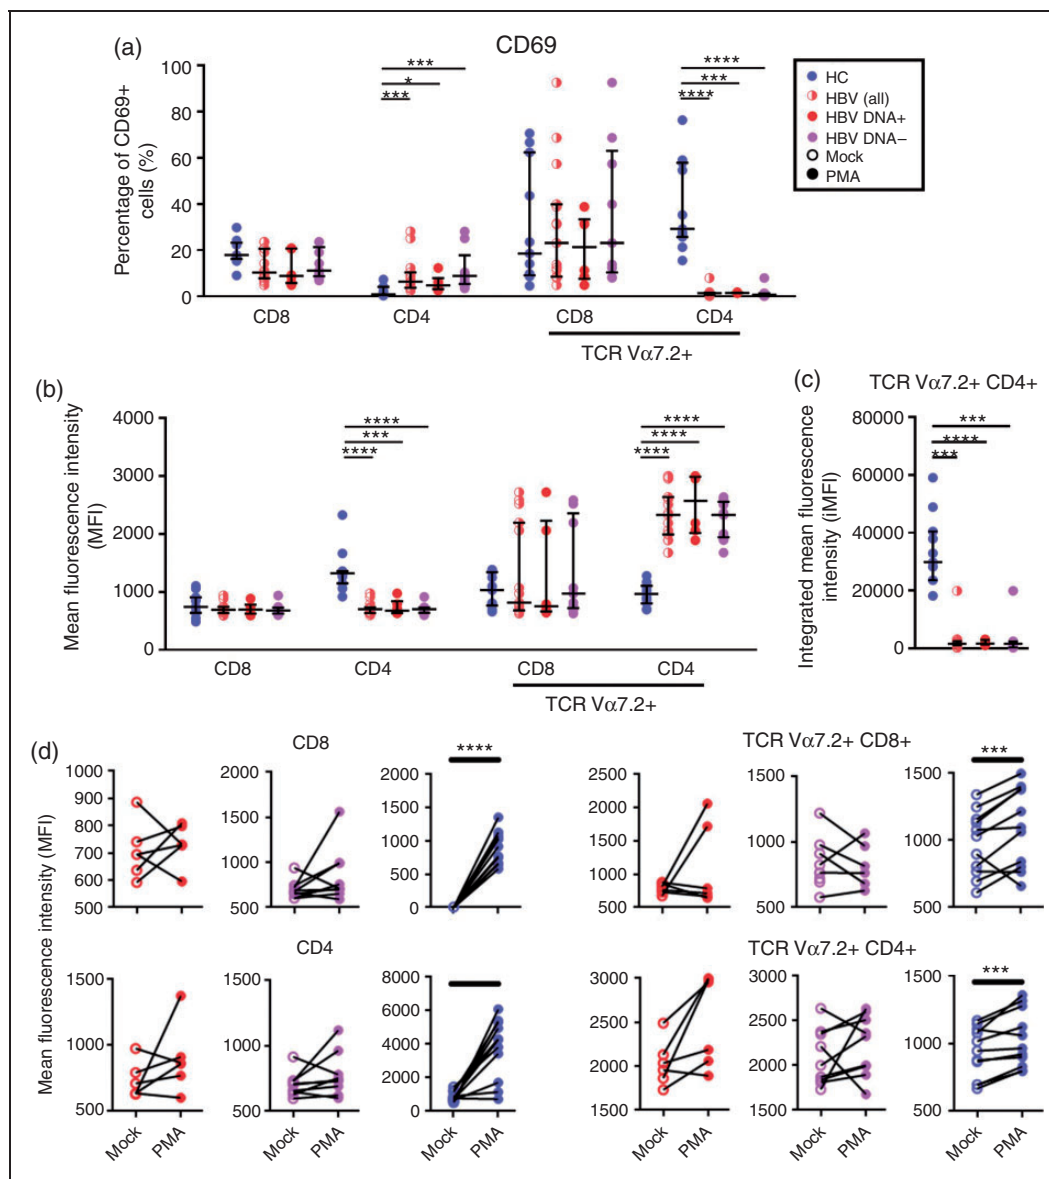 (a)
CD69
Percentage of CD69+
cells (%)
100
80
60
40
20
0
***
*
***
****
***
****
CD8
CD4
CD8
CD4
TCR Vα7.2+
HC
HBV (all)
HBV DNA+
HBV DNA−
Mock
PMA
(b)
Mean fluorescence intensity
(MFI)
4000
3000
2000
1000
0
****
***
****
****
****
****
CD8
CD4
CD8
CD4
TCR Vα7.2+
(c)
TCR Vα7.2+ CD4+
Integrated mean fluorescence
intensity (iMFI)
80000
60000
40000
20000
0
***
****
***
(d)
Mean fluorescence intensity (MFI)
CD8
1000
900
800
700
600
500
2000
1500
1000
500
****
2000
1500
1000
500
0
TCR Vα7.2+ CD8+
2500
2000
1500
1000
500
1500
1000
500
***
1500
1000
500
Mean fluorescence intensity (MFI)
CD4
1500
1000
500
1500
1000
500
8000
6000
4000
2000
0
TCR Vα7.2+ CD4+
3000
2500
2000
1500
3000
2500
2000
1500
***
1500
1000
500
Mock PMA
Mock PMA
Mock PMA
Mock PMA
Mock PMA
Mock PMA